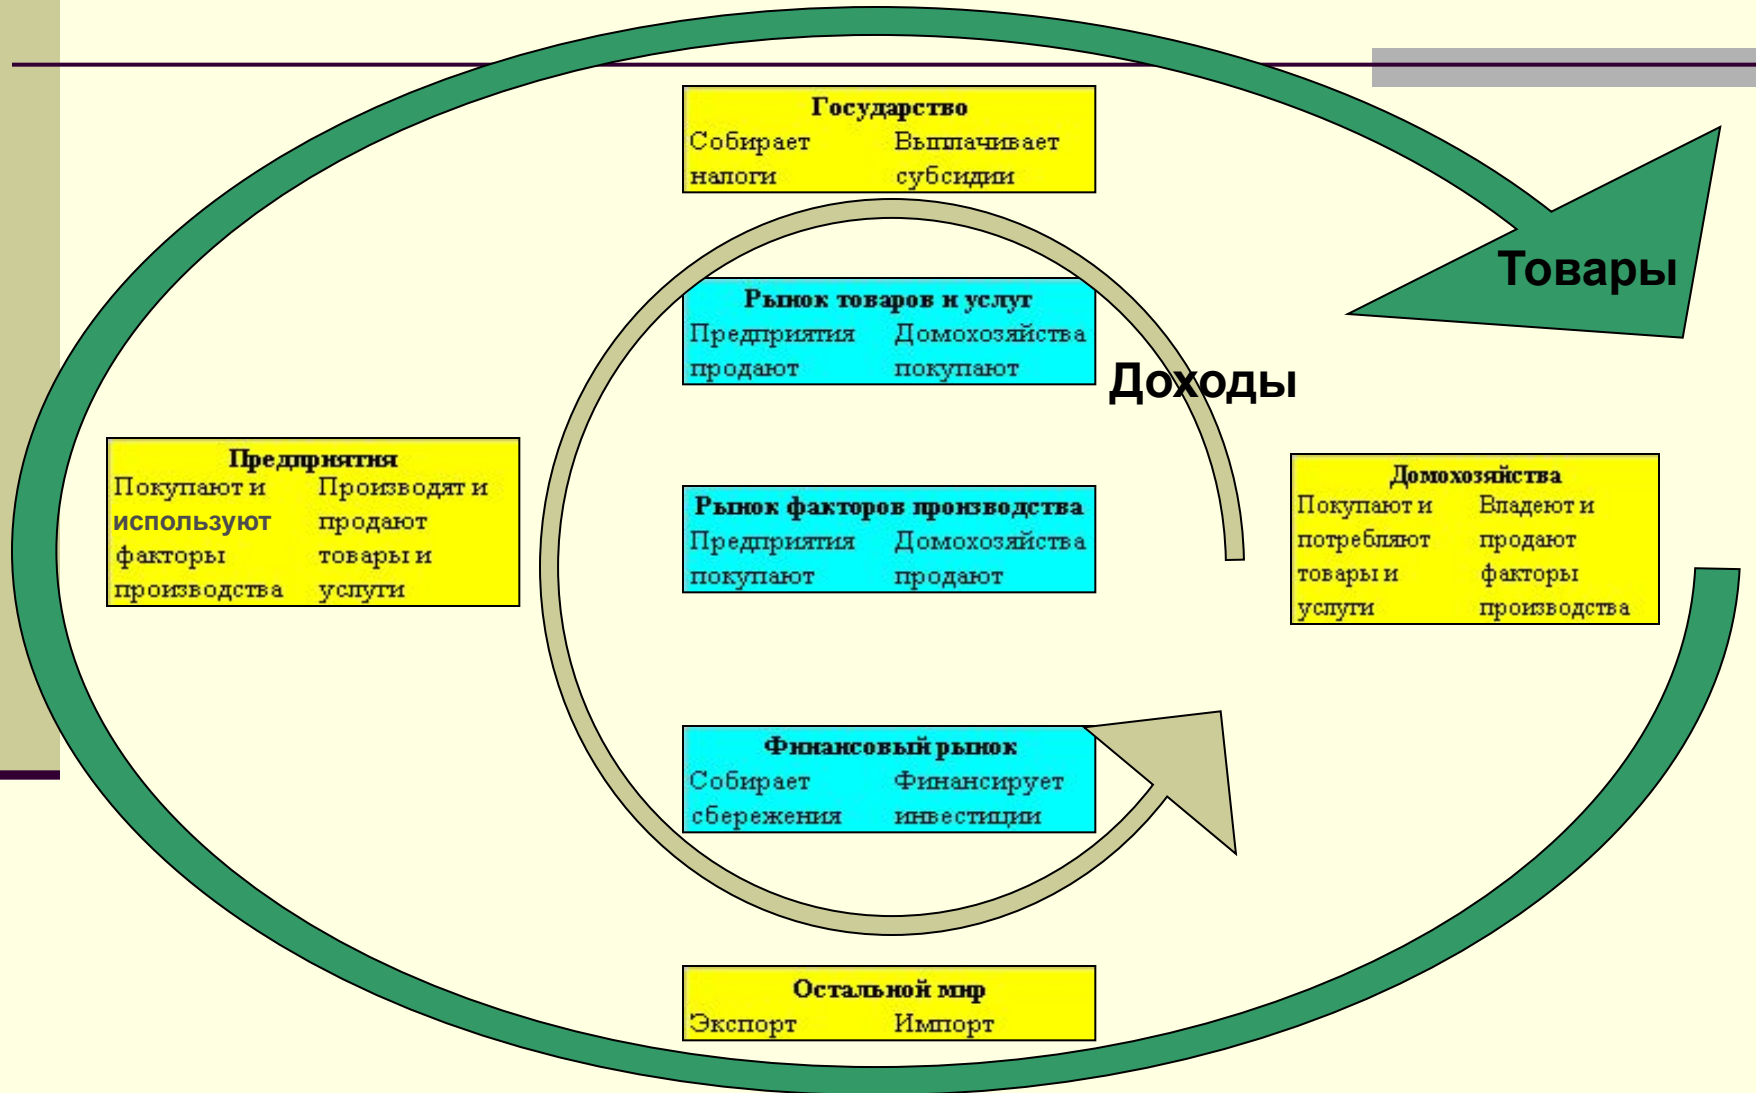 Государство
Собирает Выплачивает
налоги субсидии
Товары
Рынок товаров и услуг
Предприятия Домохозяйства
продают покупают
Доходы
Предприятия
Покупают и Производят и
используют продают
факторы товары и
производства услуги
Рынок факторов производства
Предприятия Домохозяйства
покупают продают
Домохозяйства
Покупают и Владеют и
потребляют продают
товары и факторы
услуги производства
Финансовый рынок
Собирает Финансирует
сбережения инвестиции
Остальной мир
Экспорт Импорт